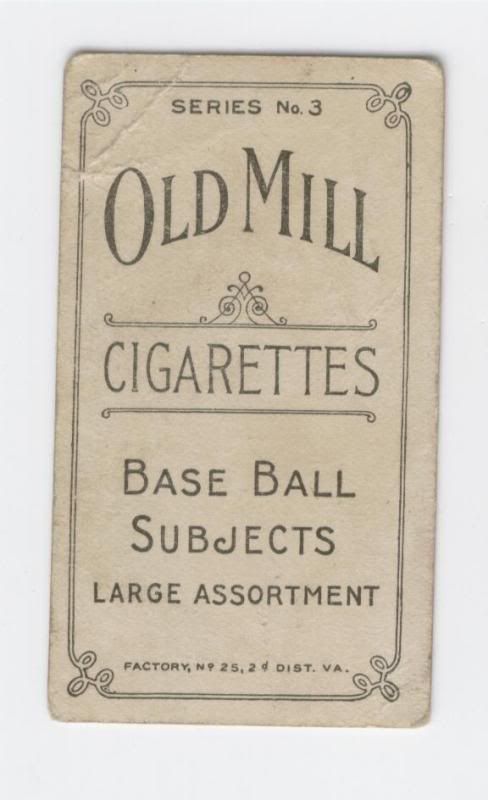 SERIES No. 3
OLD MILL
CIGARETTES
BASE BALL
SUBJECTS
LARGE ASSORTMENT
FACTORY, Nº 25, 2d DIST. VA.